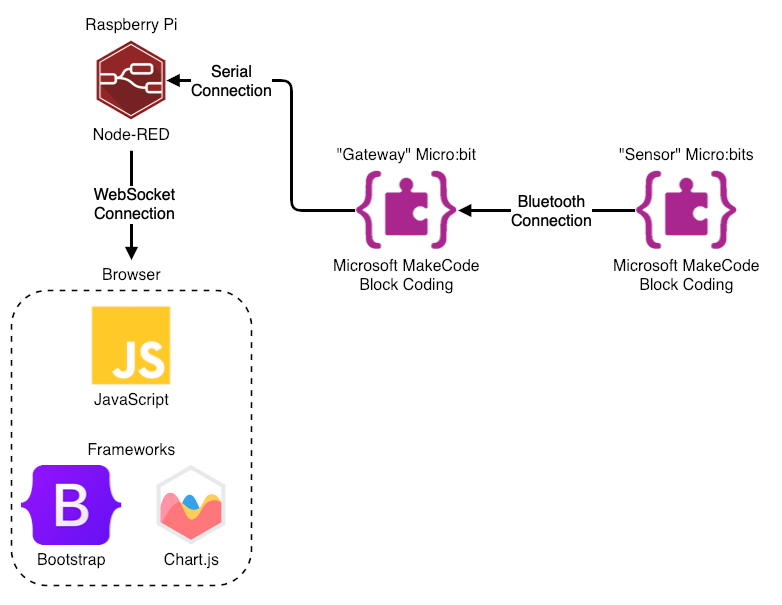 Raspberry Pi
Node-RED
Serial
Connection
"Gateway" Micro:bit
Microsoft MakeCode
Block Coding
Bluetooth
Connection
"Sensor" Micro:bits
Microsoft MakeCode
Block Coding
WebSocket
Connection
Browser
JS
JavaScript
Frameworks
B
Bootstrap
Chart.js